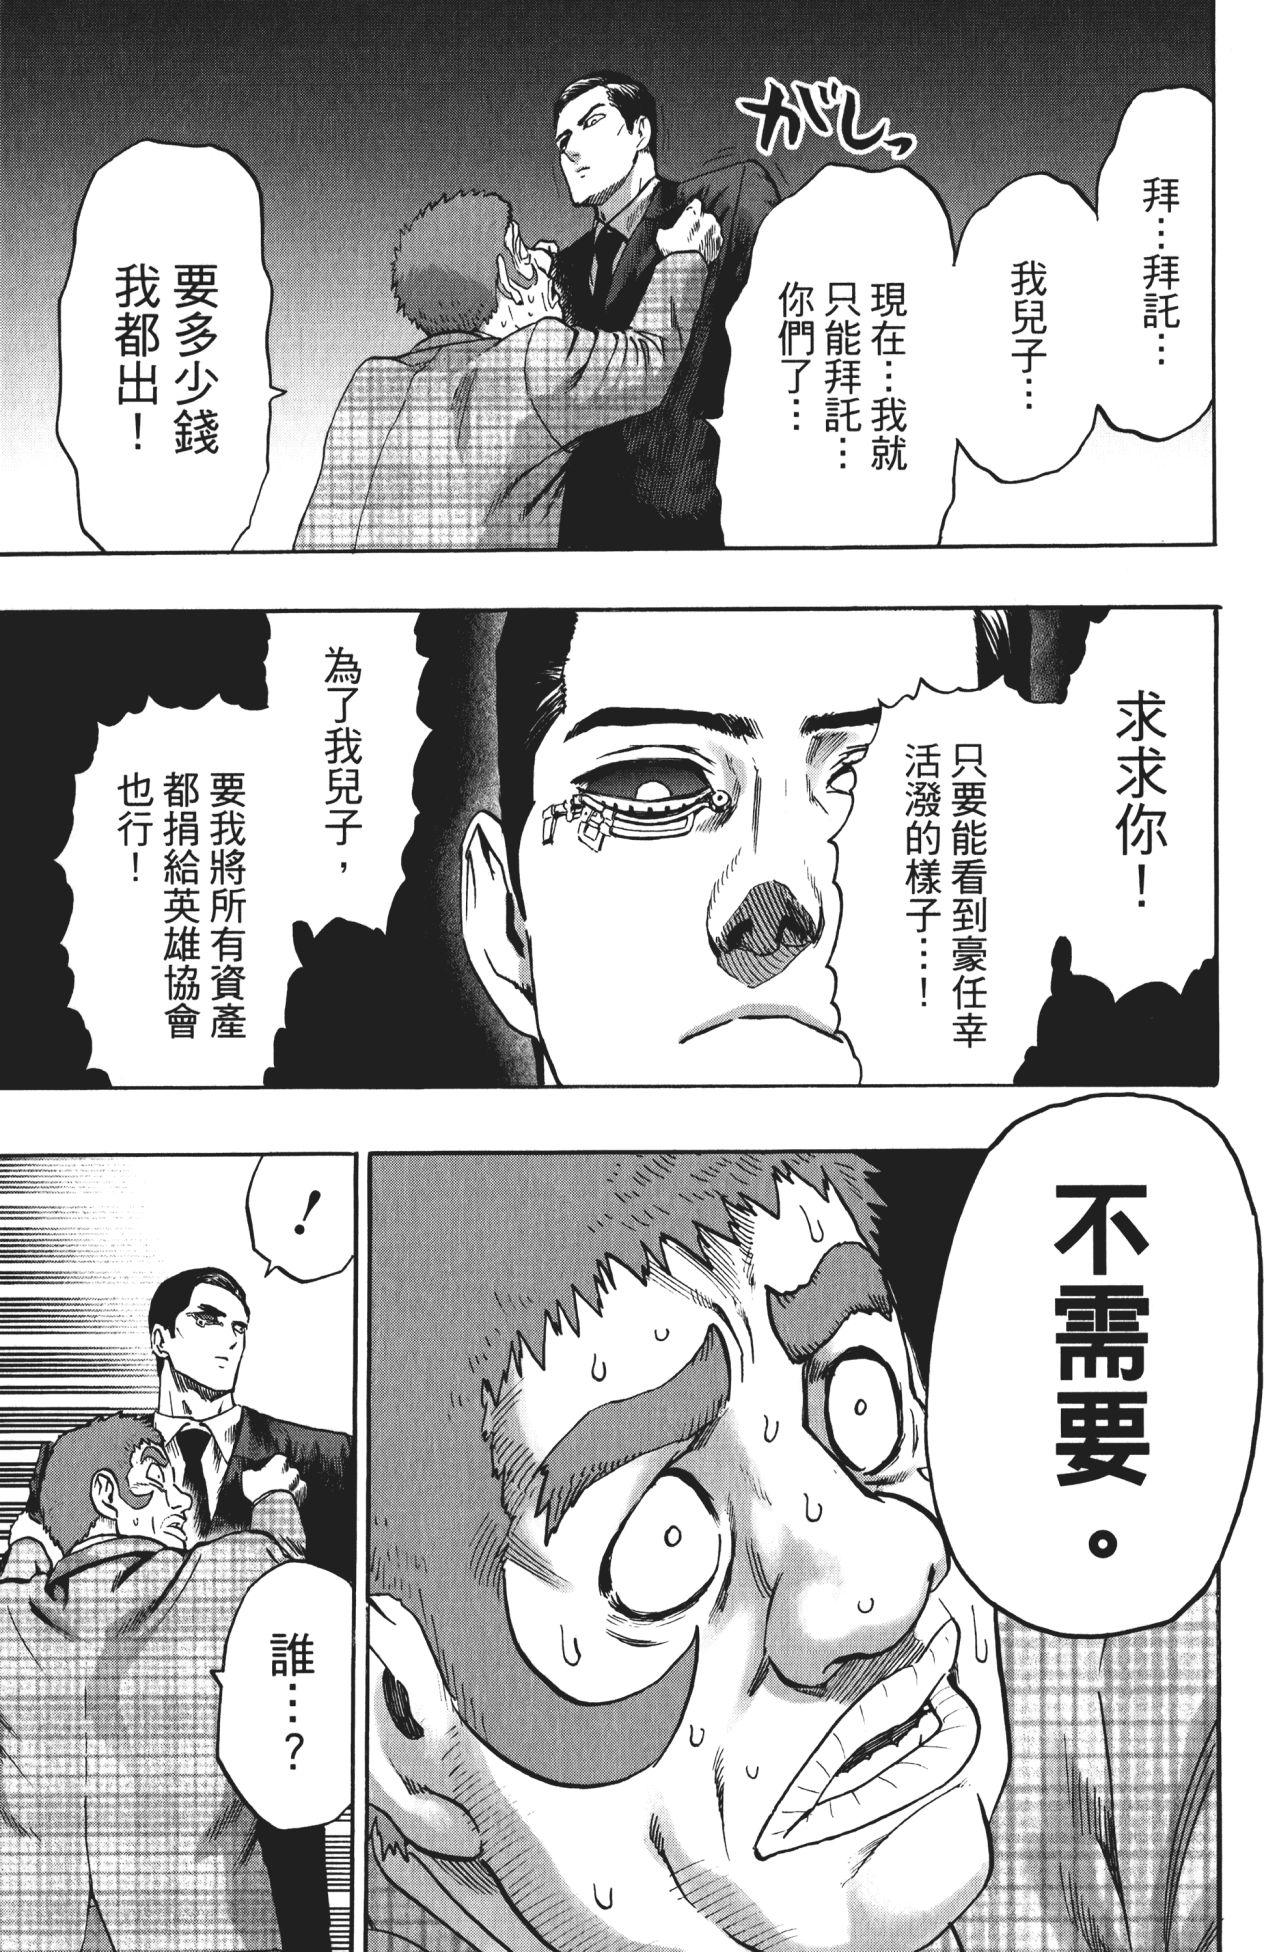 拜…拜託…
がしっ
我兒子…
現在…我就
只能拜託…
你們了…
要多少錢
我都出！
求求你！
只要能看到豪任幸
活潑的樣子…！
為了我兒子，
要我將所有資產
都捐給英雄協會
也行！
不需要。
！
誰…？